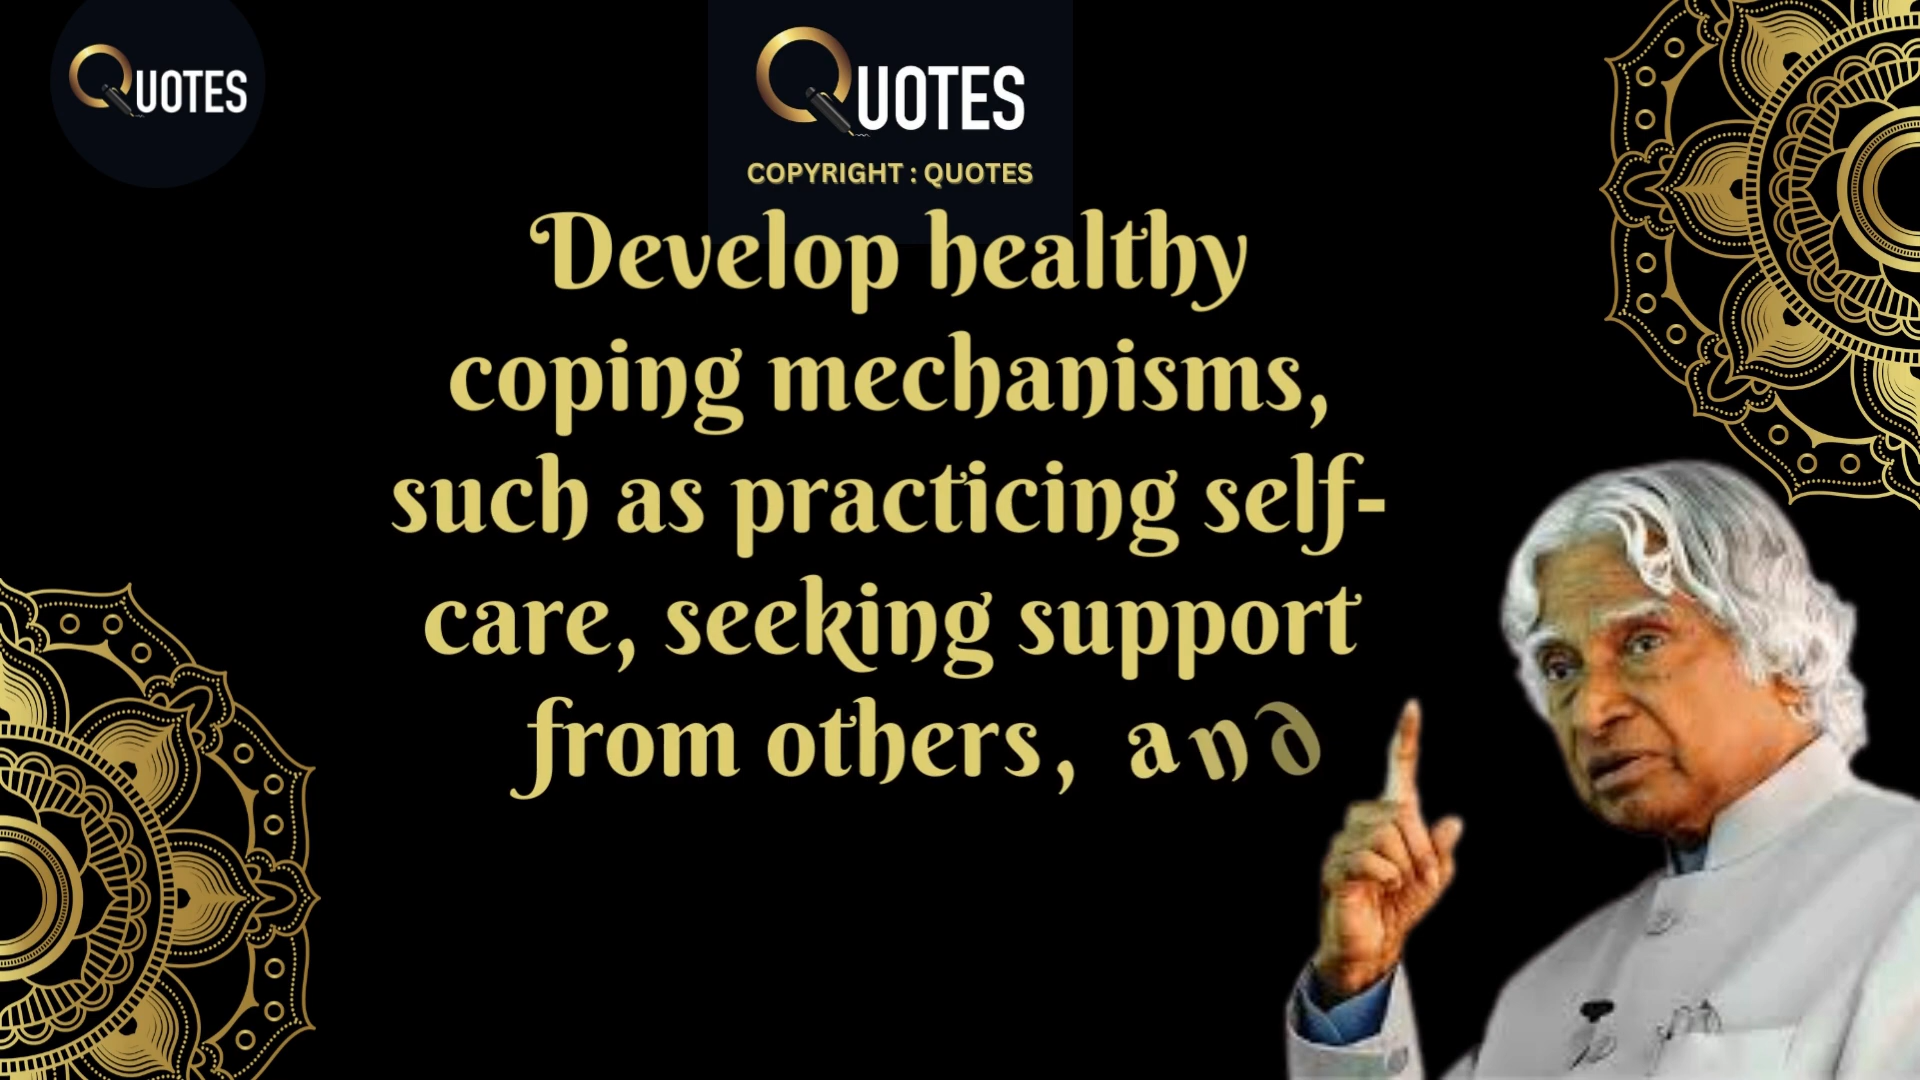 QUOTES
QUOTES
COPYRIGHT : QUOTES
Develop healthy
coping mechanisms,
such as practicing self-
care, seeking support
from others, and